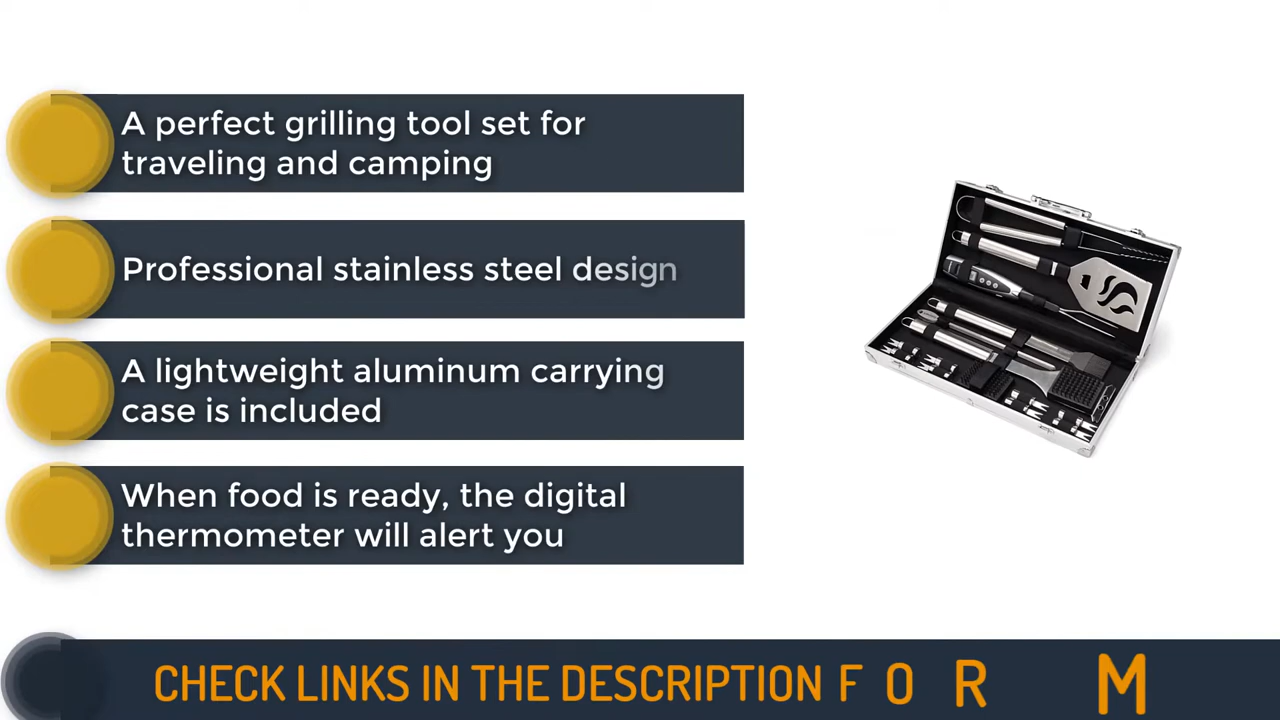 A perfect grilling tool set for
traveling and camping
Professional stainless steel design
A lightweight aluminum carrying
case is included
When food is ready, the digital
thermometer will alert you
CHECK LINKS IN THE DESCRIPTION F O R M